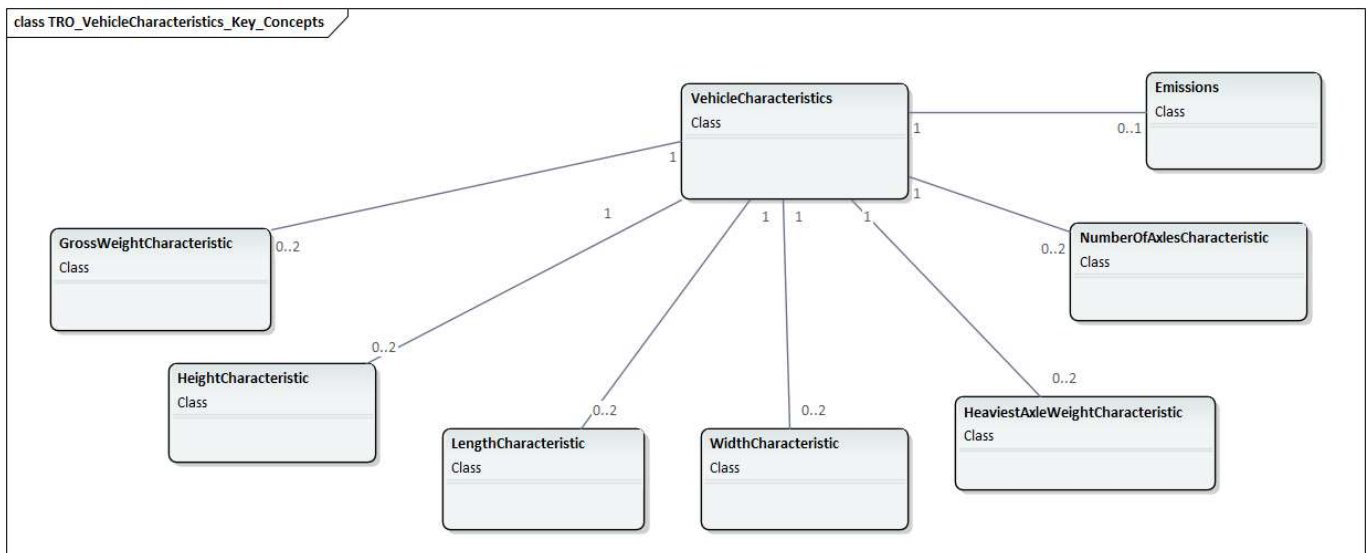 class TRO_VehicleCharacteristics_Key_Concepts
VehicleCharacteristics
Class
Emissions
Class
1
0..1
1
1
1
0..2
GrossWeightCharacteristic
Class
0..2
NumberOfAxlesCharacteristic
Class
1
1
1
0..2
HeightCharacteristic
Class
0..2
HeaviestAxleWeightCharacteristic
Class
0..2
LengthCharacteristic
Class
0..2
WidthCharacteristic
Class